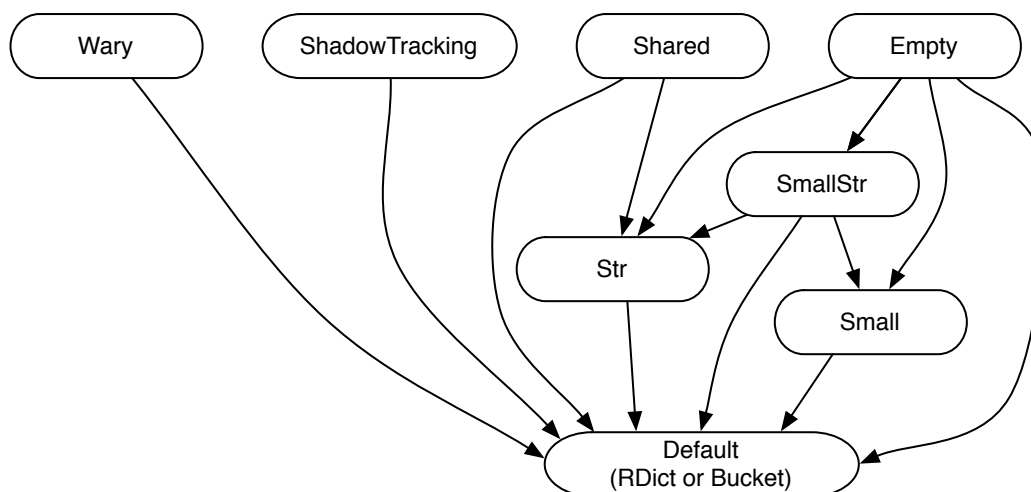 Wary
ShadowTracking
Shared
Empty
SmallStr
Str
Small
Default
(RDict or Bucket)